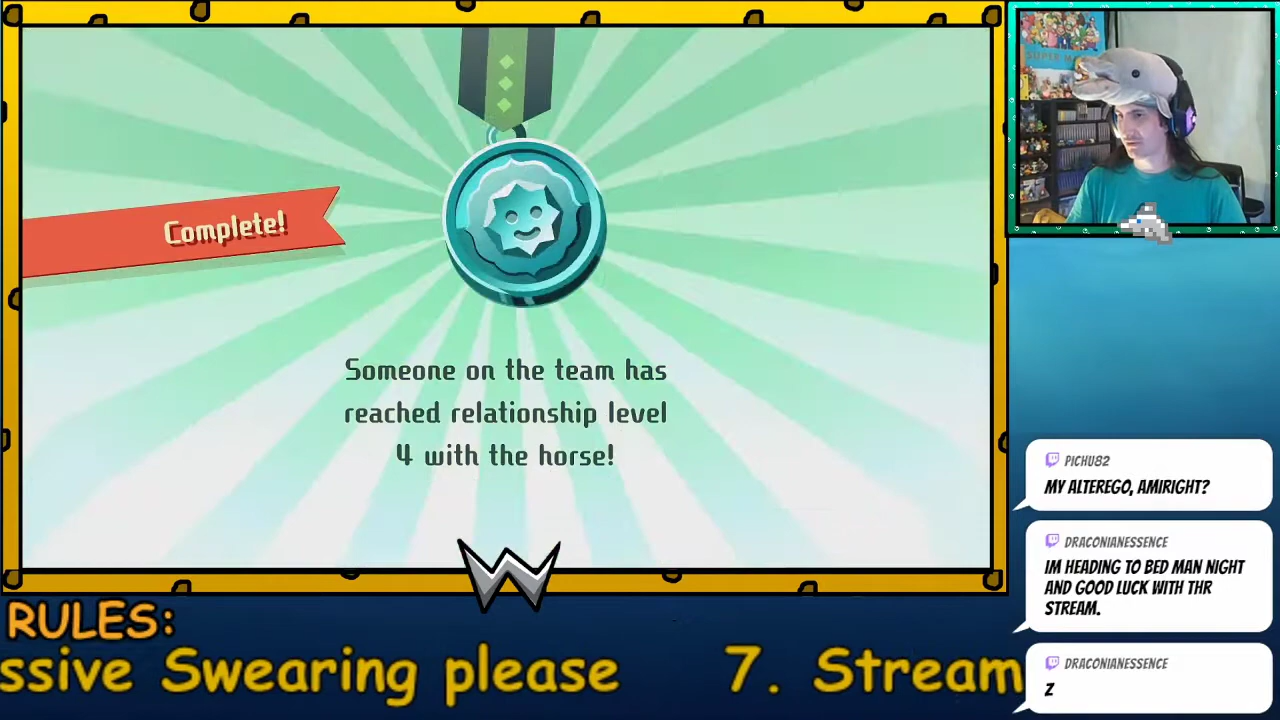 Complete!
Someone on the team has
reached relationship level
4 with the horse!
RULES:
ssive Swearing please 7. Stream
PICHU82
MY ALTEREGO, AMIRIGHT?
DRACONIANESSENCE
IM HEADING TO BED MAN NIGHT
AND GOOD LUCK WITH THR
STREAM.
DRACONIANESSENCE
Z